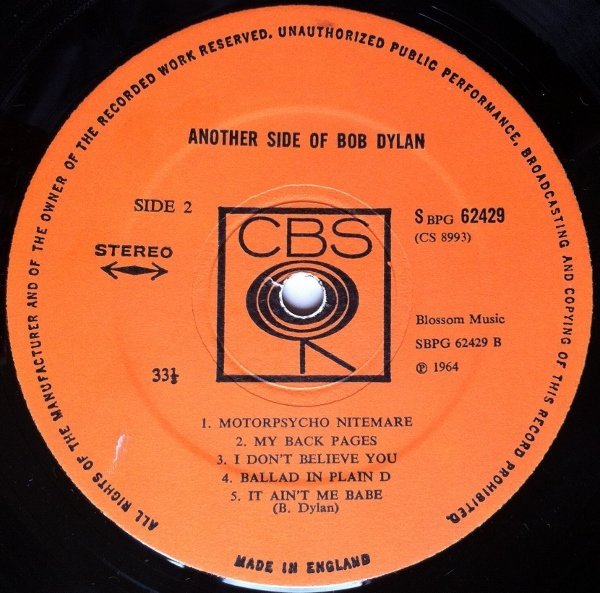 ALL RIGHTS OF THE MANUFACTURER AND OF THE OWNER OF THE RECORDED WORK RESERVED. UNAUTHORIZED PUBLIC PERFORMANCE, BROADCASTING AND COPYING OF THIS RECORD PROHIBITED.
ANOTHER SIDE OF BOB DYLAN
SIDE 2
S BPG 62429
(CS 8993)
STEREO
CBS
Blossom Music
SBPG 62429 B
℗ 1964
33⅓
1. MOTORPSYCHO NITEMARE
2. MY BACK PAGES
3. I DON'T BELIEVE YOU
4. BALLAD IN PLAIN D
5. IT AIN'T ME BABE
(B. Dylan)
MADE IN ENGLAND